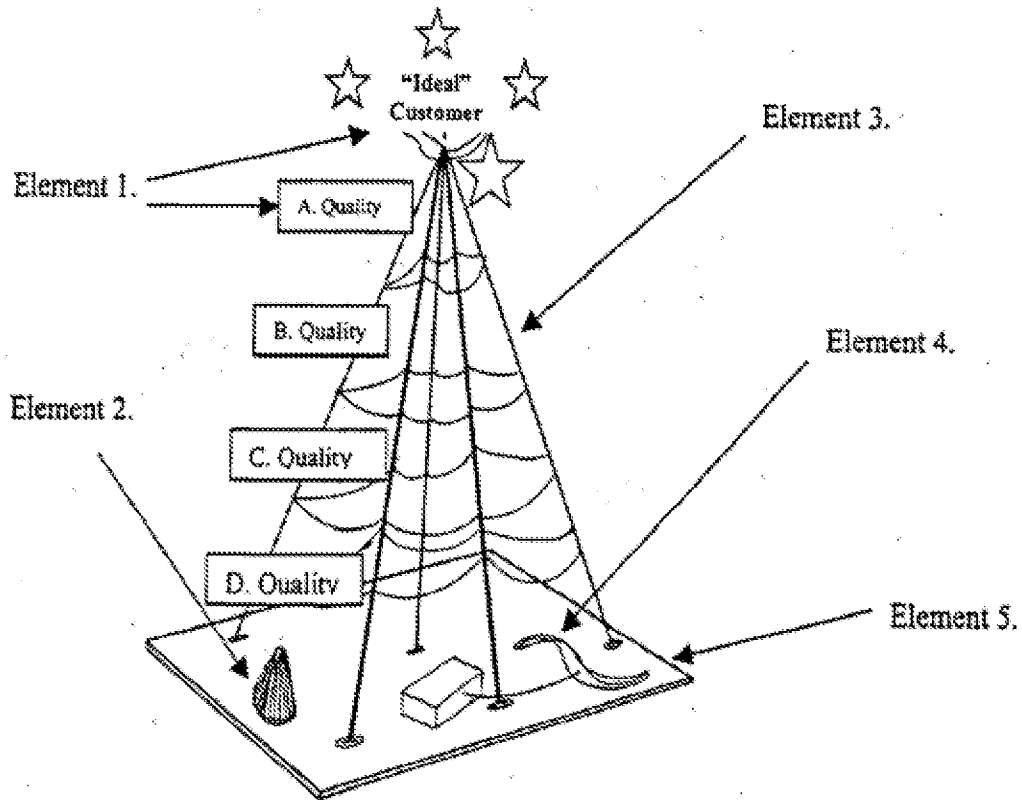 "Ideal"
Customer
Element 3.
Element 1.
A. Quality
B. Quality
Element 4.
Element 2.
C. Quality
D. Quality
Element 5.